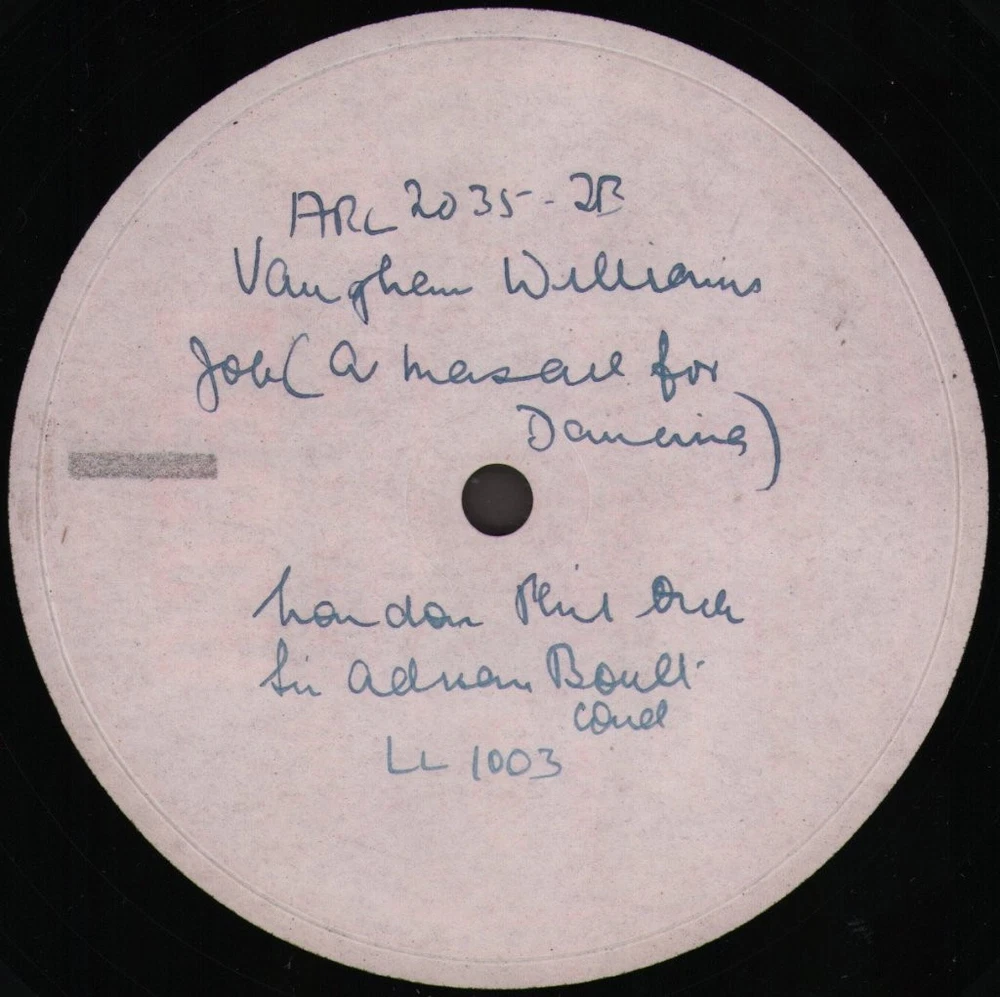 ARL 2035-2B
Vaughan Williams
Job (A masque for
Dancing)
London Phil Orch
Sir Adrian Boult
cond
LL 1003